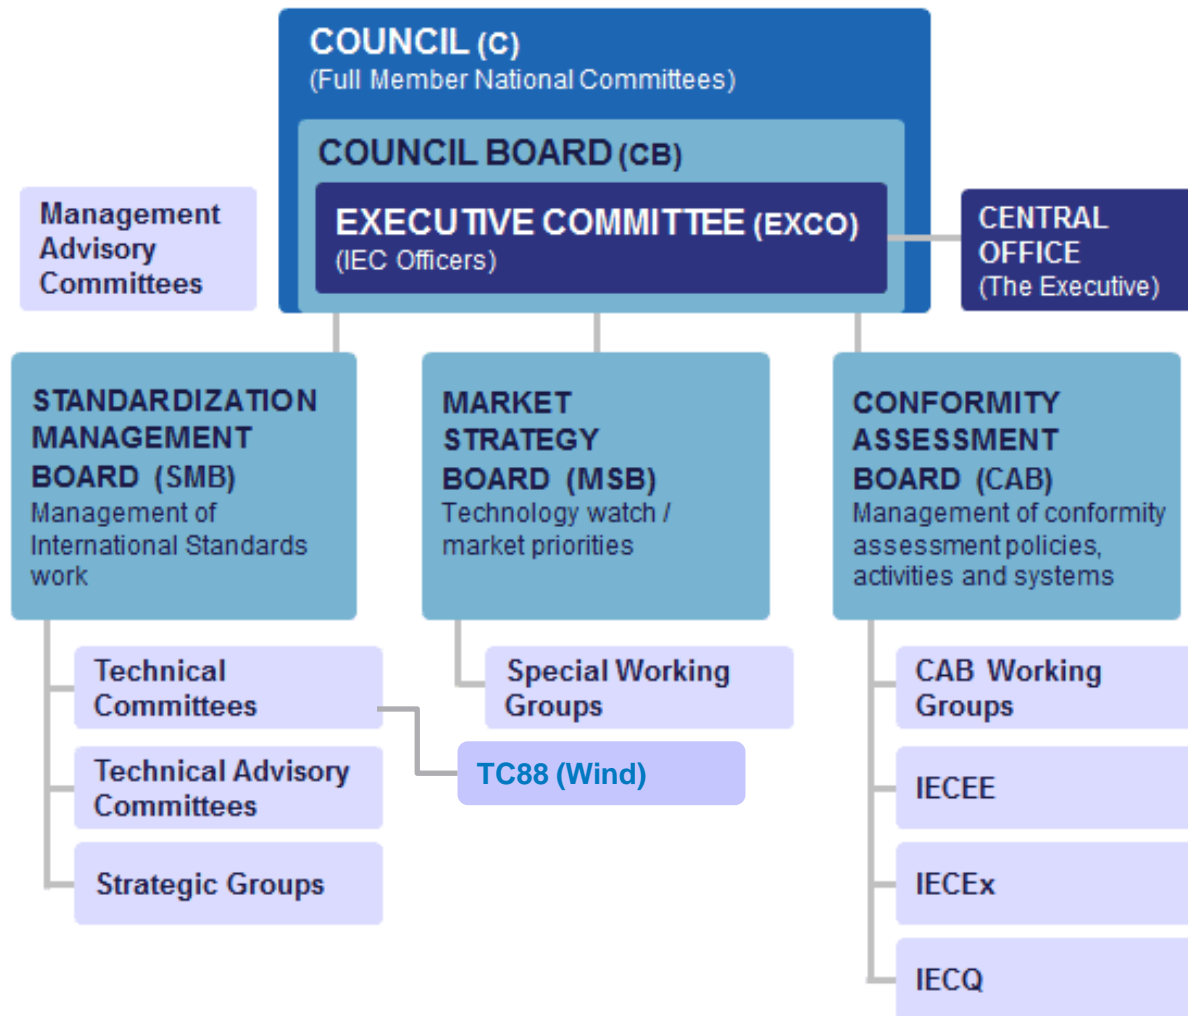 COUNCIL (C)
(Full Member National Committees)
COUNCIL BOARD (CB)
EXECUTIVE COMMITTEE (EXCO)
(IEC Officers)
Management
Advisory
Committees
CENTRAL
OFFICE
(The Executive)
STANDARDIZATION
MANAGEMENT
BOARD (SMB)
Management of
International Standards
work
MARKET
STRATEGY
BOARD (MSB)
Technology watch /
market priorities
CONFORMITY
ASSESSMENT
BOARD (CAB)
Management of conformity
assessment policies,
activities and systems
Technical
Committees
Technical Advisory
Committees
Strategic Groups
Special Working
Groups
TC88 (Wind)
CAB Working
Groups
IECEE
IECEx
IECQ